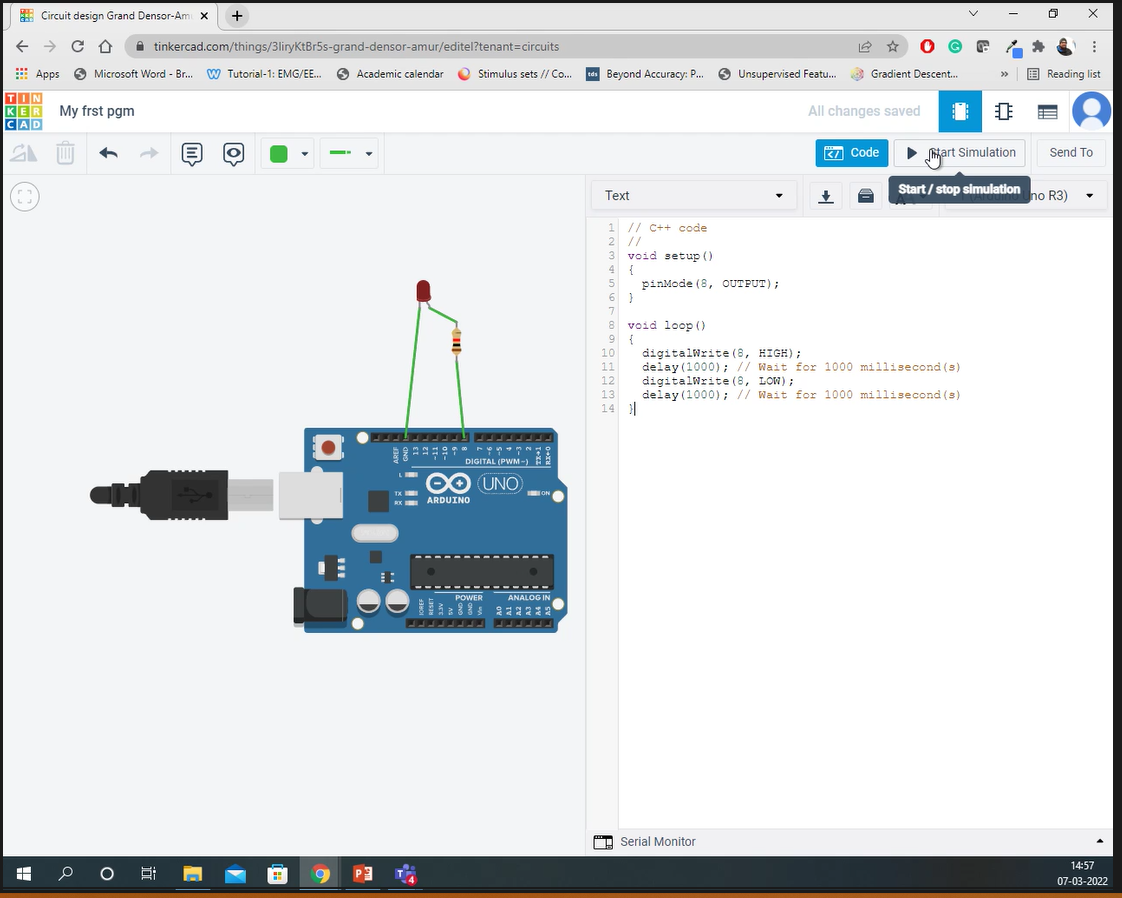 Circuit design Grand Densor-Am
tinkercad.com/things/3liryKtBr5s-grand-densor-amur/editel?tenant=circuits
Apps
Microsoft Word - Br...
Tutorial-1: EMG/EE...
Academic calendar
Stimulus sets // Co...
tds
Beyond Accuracy: P...
Unsupervised Featu...
Gradient Descent...
»
Reading list
TIN
KER
CAD
My frst pgm
All changes saved
Code
Start Simulation
Send To
Start / stop simulation
Text
(Arduino Uno R3)
1 // C++ code
2 //
3 void setup()
4 {
5 pinMode(8, OUTPUT);
6 }
7
8 void loop()
9 {
10 digitalWrite(8, HIGH);
11 delay(1000); // Wait for 1000 millisecond(s)
12 digitalWrite(8, LOW);
13 delay(1000); // Wait for 1000 millisecond(s)
14 }
AREF
GND
13
12
~11
~10
~9
8
7
~6
~5
4
~3
2
TX→1
RX←0
DIGITAL (PWM~)
L
TX
RX
ARDUINO
UNO
ON
POWER
ANALOG IN
IOREF
RESET
3.3V
5V
GND
GND
Vin
A0
A1
A2
A3
A4
A5
Serial Monitor
4
14:57
07-03-2022